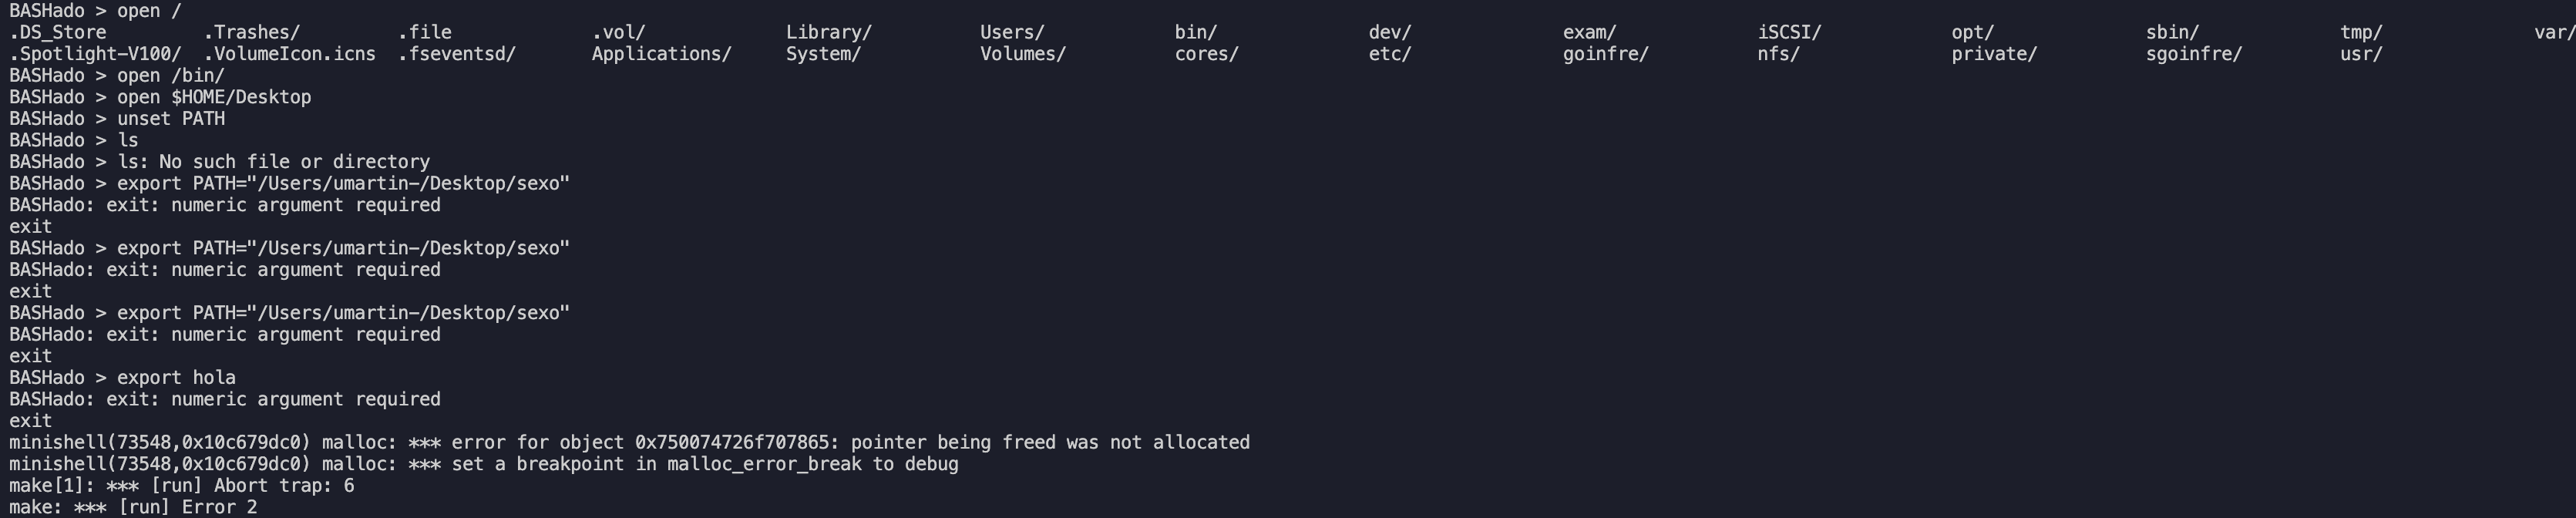 BASHado > open /
.DS_Store .Trashes/ .file .vol/ Library/ Users/ bin/ dev/ exam/ iSCSI/ opt/ sbin/ tmp/ var/
.Spotlight-V100/ .VolumeIcon.icns .fseventsd/ Applications/ System/ Volumes/ cores/ etc/ goinfre/ nfs/ private/ sgoinfre/ usr/
BASHado > open /bin/
BASHado > open $HOME/Desktop
BASHado > unset PATH
BASHado > ls
BASHado > ls: No such file or directory
BASHado > export PATH="/Users/umartin-/Desktop/sexo"
BASHado: exit: numeric argument required
exit
BASHado > export PATH="/Users/umartin-/Desktop/sexo"
BASHado: exit: numeric argument required
exit
BASHado > export PATH="/Users/umartin-/Desktop/sexo"
BASHado: exit: numeric argument required
exit
BASHado > export hola
BASHado: exit: numeric argument required
exit
minishell(73548,0x10c679dc0) malloc: *** error for object 0x750074726f707865: pointer being freed was not allocated
minishell(73548,0x10c679dc0) malloc: *** set a breakpoint in malloc_error_break to debug
make[1]: *** [run] Abort trap: 6
make: *** [run] Error 2